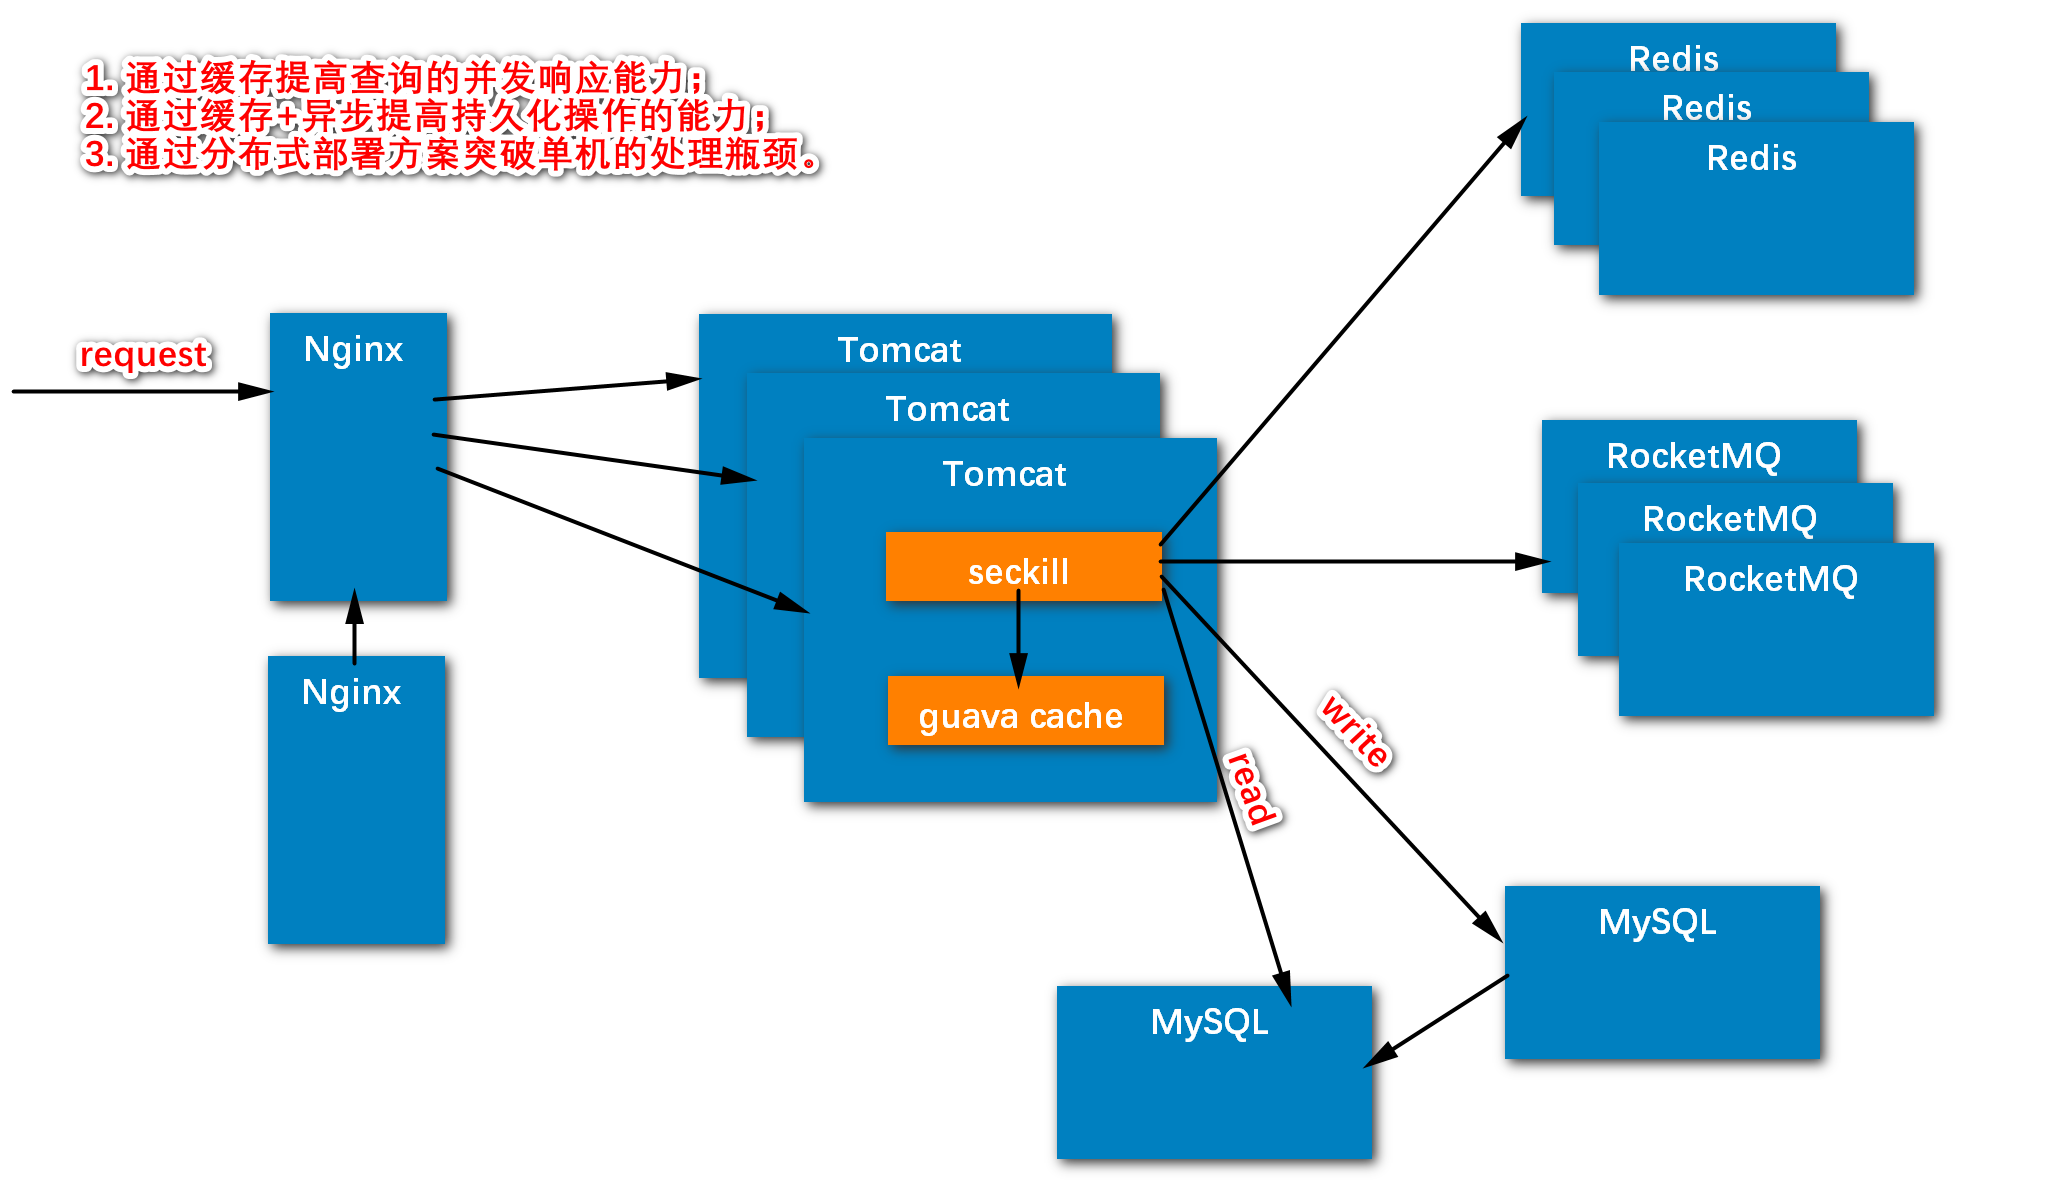 1. 通过缓存提高查询的并发响应能力；
2. 通过缓存+异步提高持久化操作的能力；
3. 通过分布式部署方案突破单机的处理瓶颈。
request
Nginx
Nginx
Tomcat
Tomcat
Tomcat
seckill
guava cache
Redis
Redis
Redis
RocketMQ
RocketMQ
RocketMQ
write
read
MySQL
MySQL